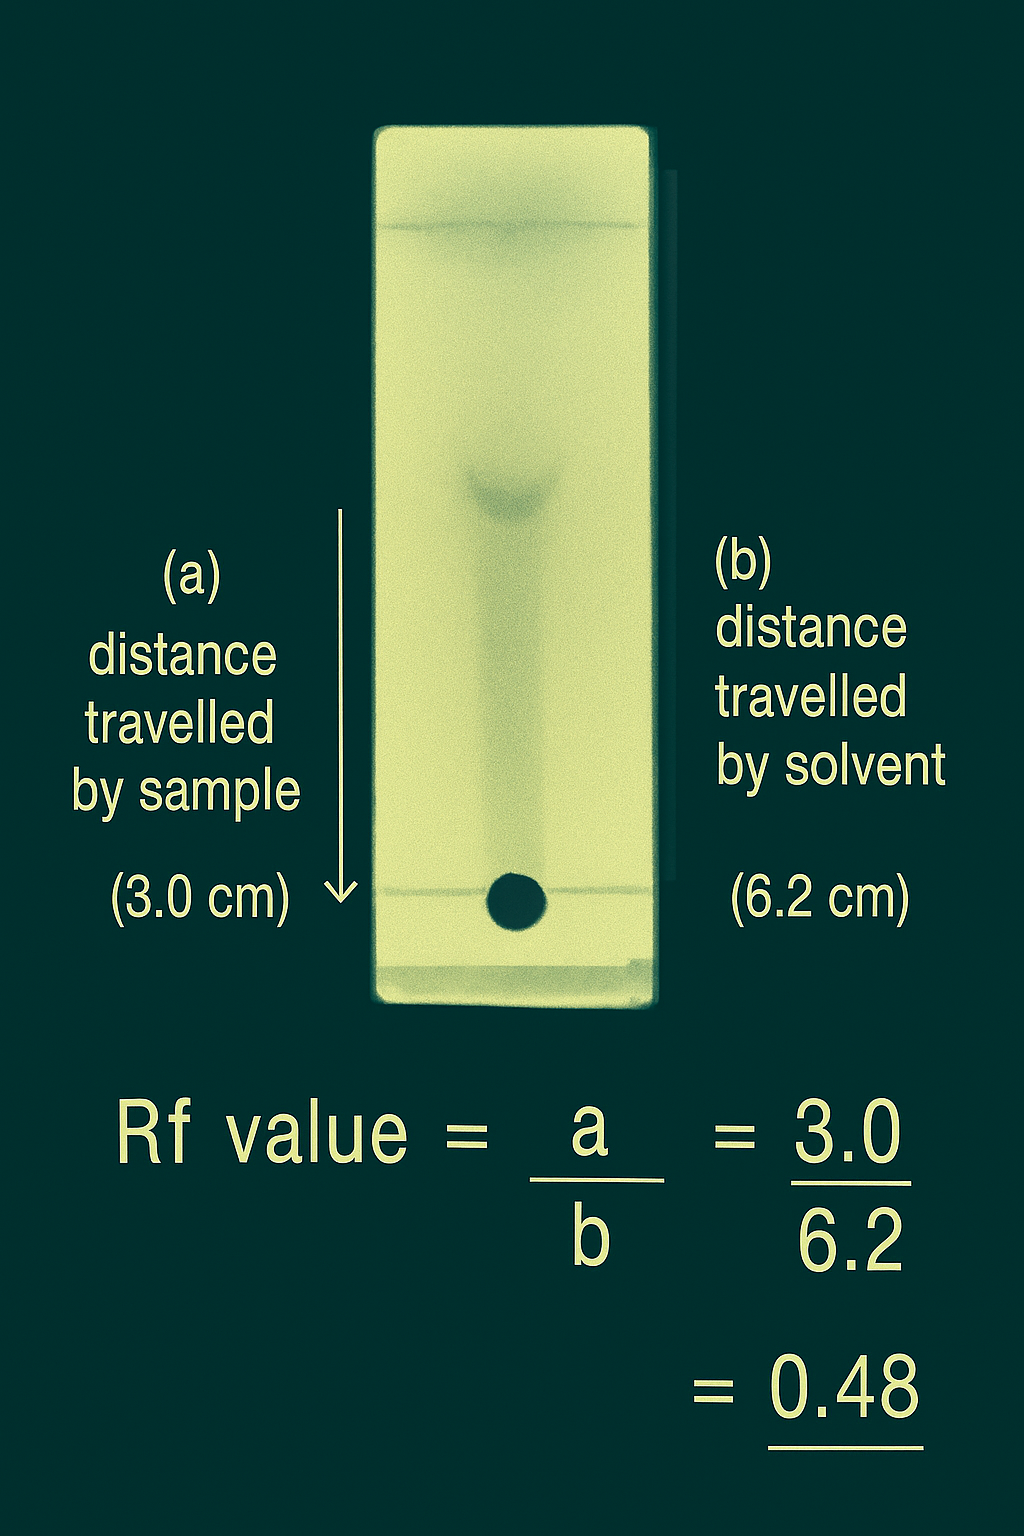 (a)
distance
travelled
by sample
(3.0 cm)
(b)
distance
travelled
by solvent
(6.2 cm)
Rf value = a/b = 3.0/6.2
= 0.48